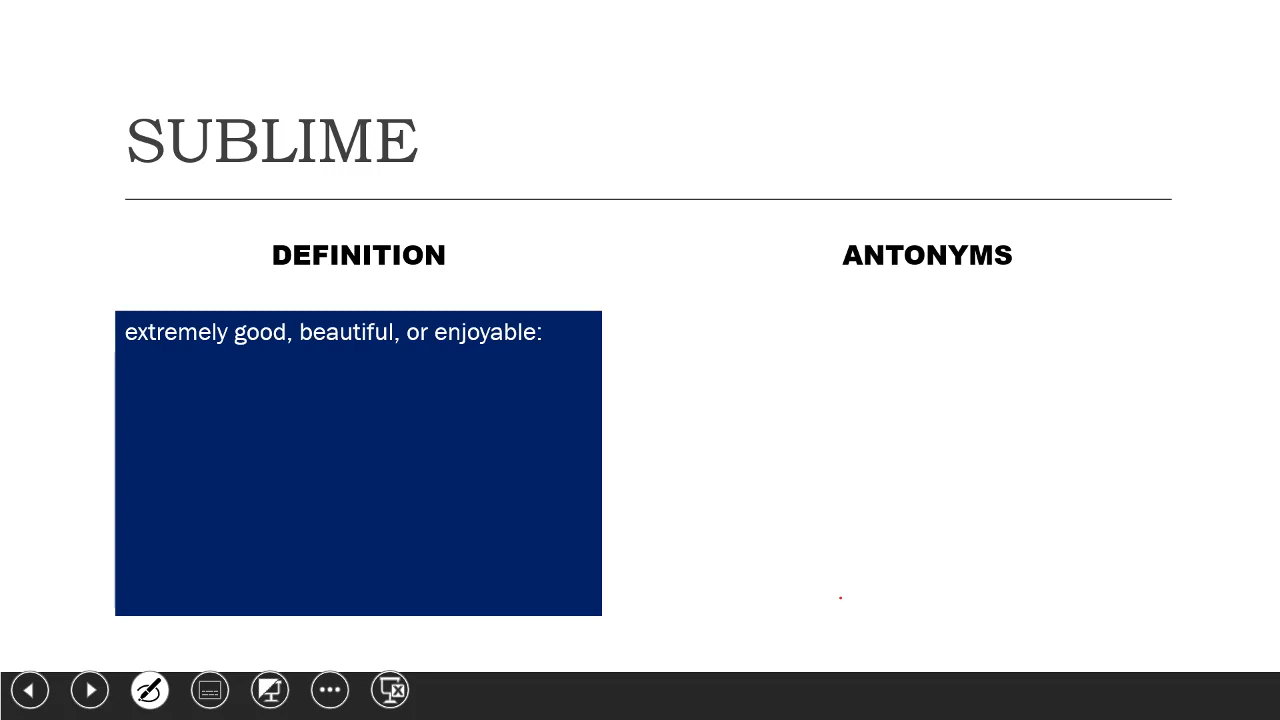 SUBLIME
DEFINITION
ANTONYMS
extremely good, beautiful, or enjoyable: